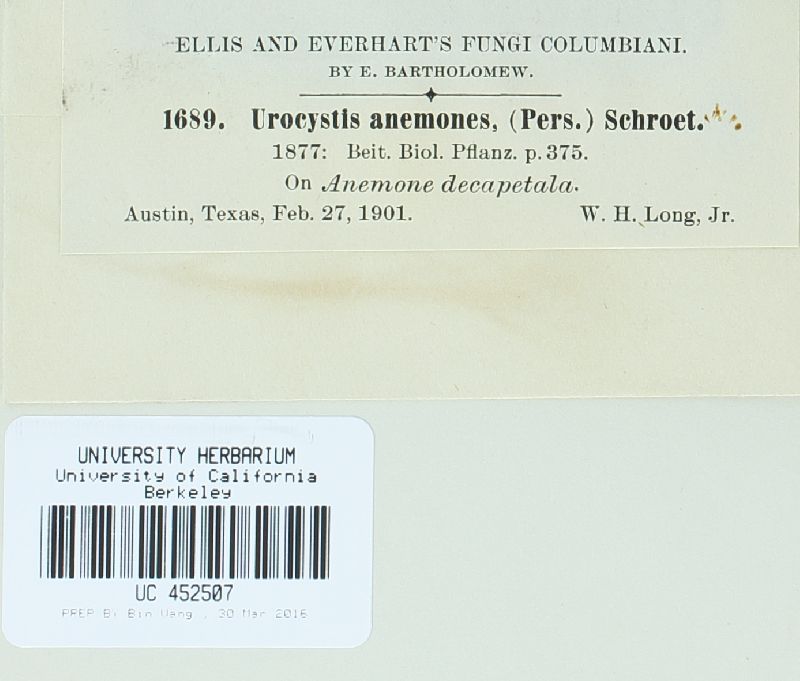 ELLIS AND EVERHART'S FUNGI COLUMBIANI.
BY E. BARTHOLOMEW.
1689. Urocystis anemones, (Pers.) Schroet.
1877: Beit. Biol. Pflanz. p. 375.
On Anemone decapetala.
Austin, Texas, Feb. 27, 1901. W. H. Long, Jr.
UNIVERSITY HERBARIUM
University of California
Berkeley
UC 452507
PREP By Bin Wang , 30 Mar 2016